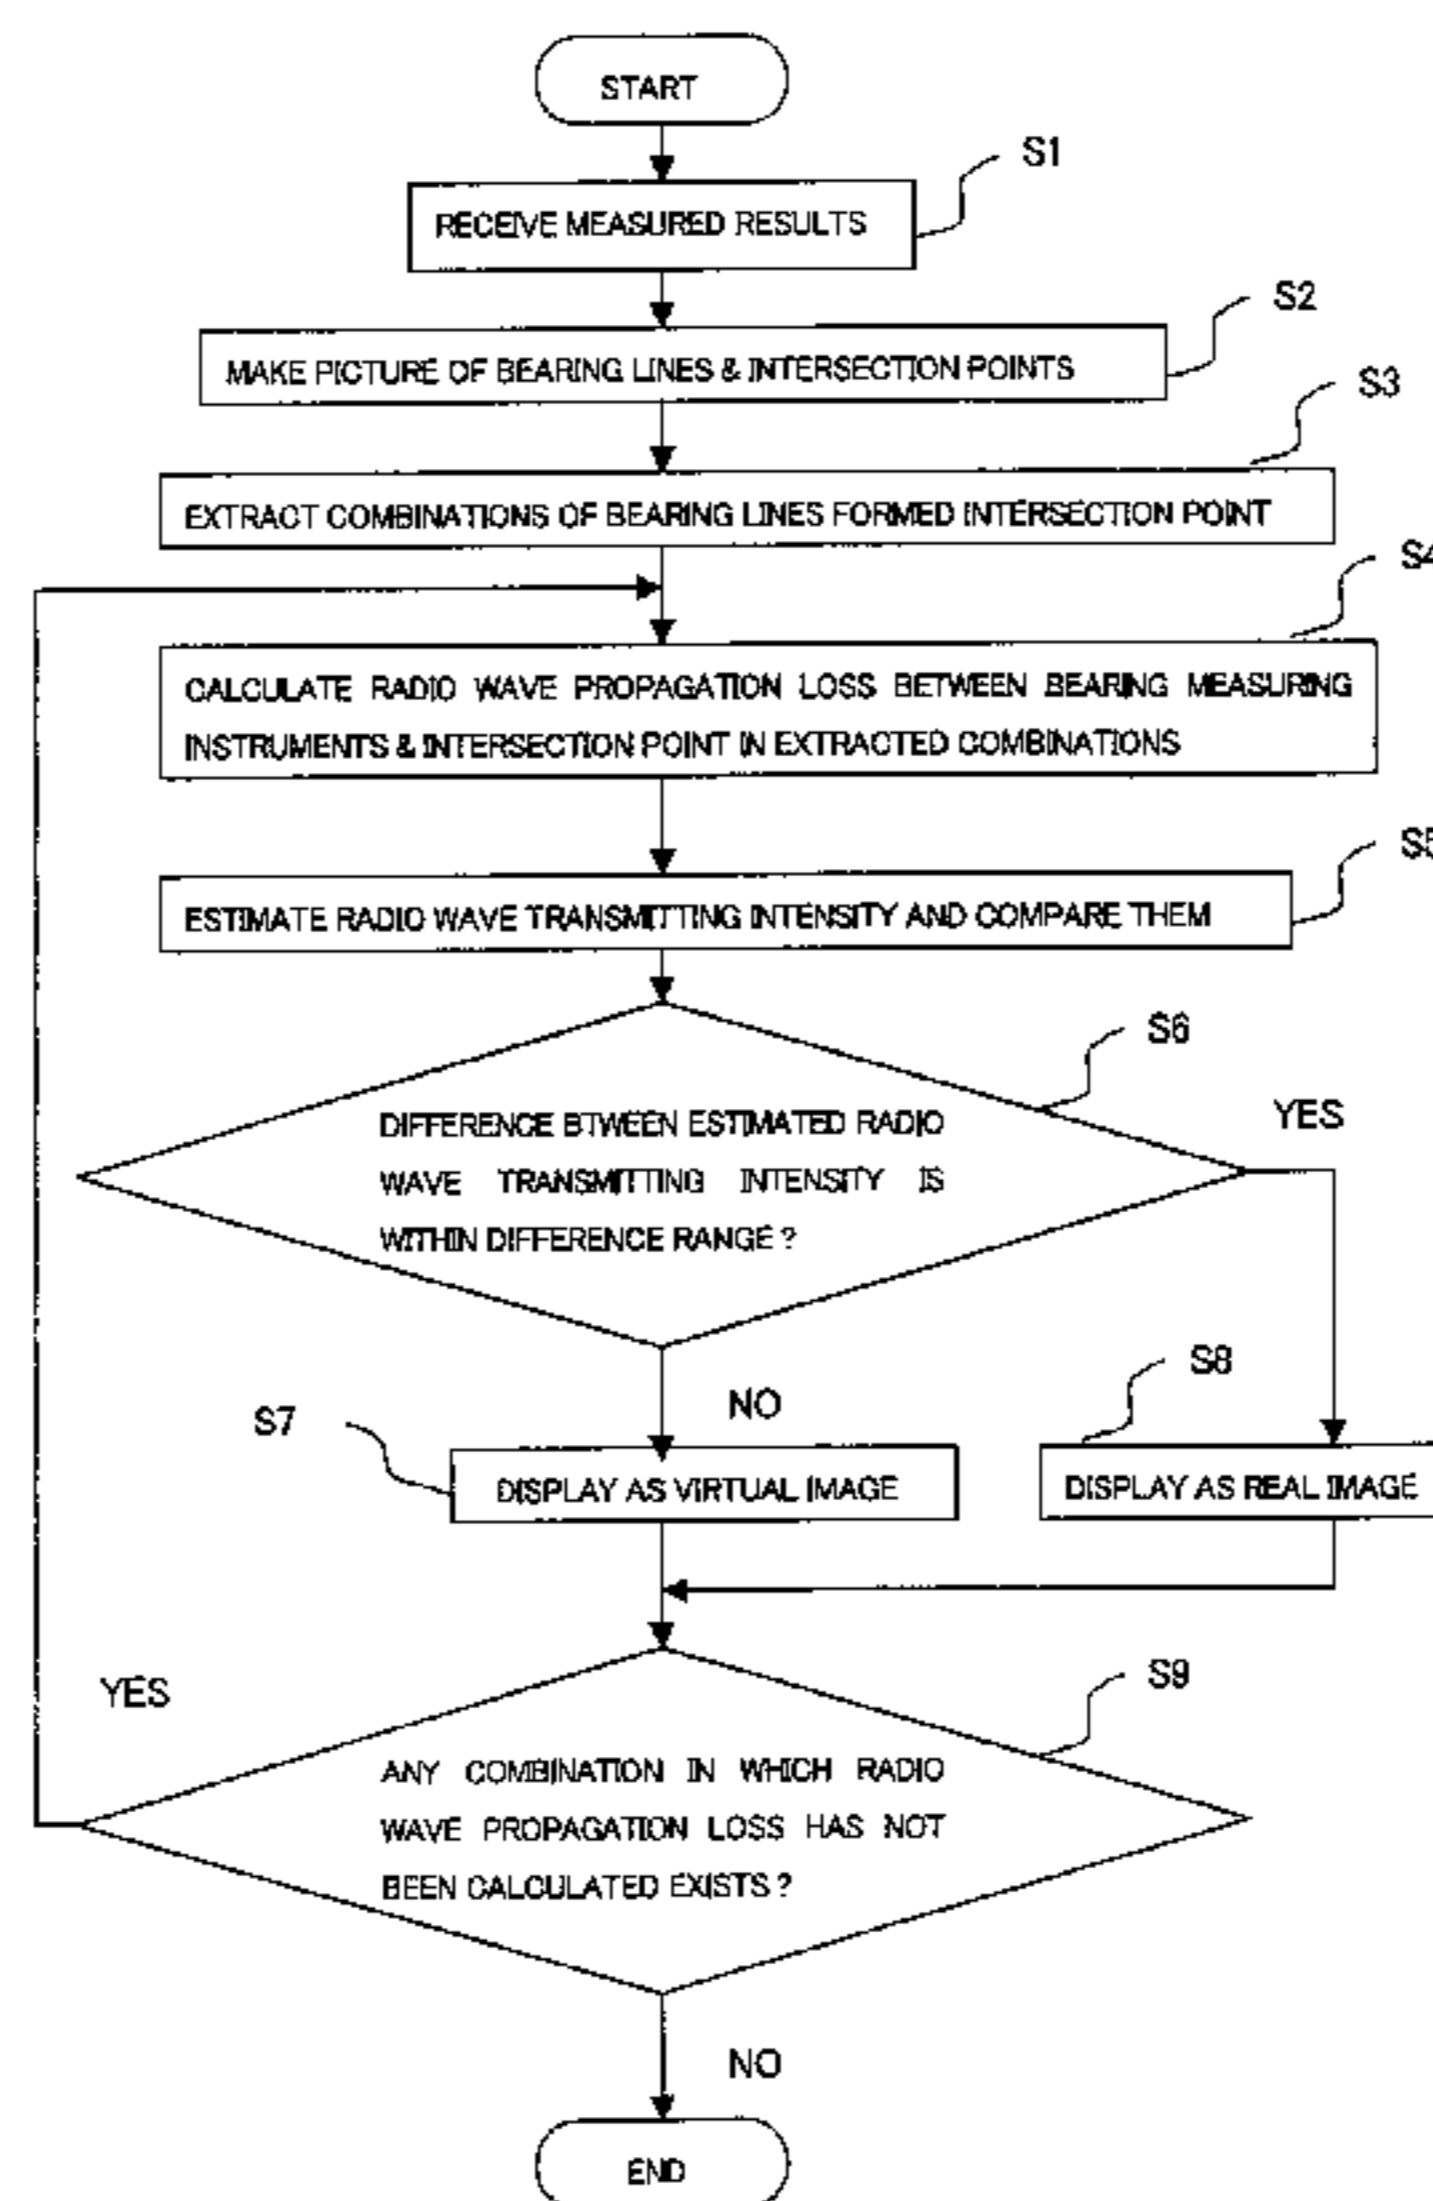 START
S1
RECEIVE MEASURED RESULTS
S2
MAKE PICTURE OF BEARING LINES & INTERSECTION POINTS
S3
EXTRACT COMBINATIONS OF BEARING LINES FORMED INTERSECTION POINT
S4
CALCULATE RADIO WAVE PROPAGATION LOSS BETWEEN BEARING MEASURING
INSTRUMENTS & INTERSECTION POINT IN EXTRACTED COMBINATIONS
S5
ESTIMATE RADIO WAVE TRANSMITTING INTENSITY AND COMPARE THEM
S6
DIFFERENCE BTWEEN ESTIMATED RADIO
WAVE TRANSMITTING INTENSITY IS
WITHIN DIFFERENCE RANGE ?
YES
NO
S7
DISPLAY AS VIRTUAL IMAGE
S8
DISPLAY AS REAL IMAGE
YES
S9
ANY COMBINATION IN WHICH RADIO
WAVE PROPAGATION LOSS HAS NOT
BEEN CALCULATED EXISTS ?
NO
END